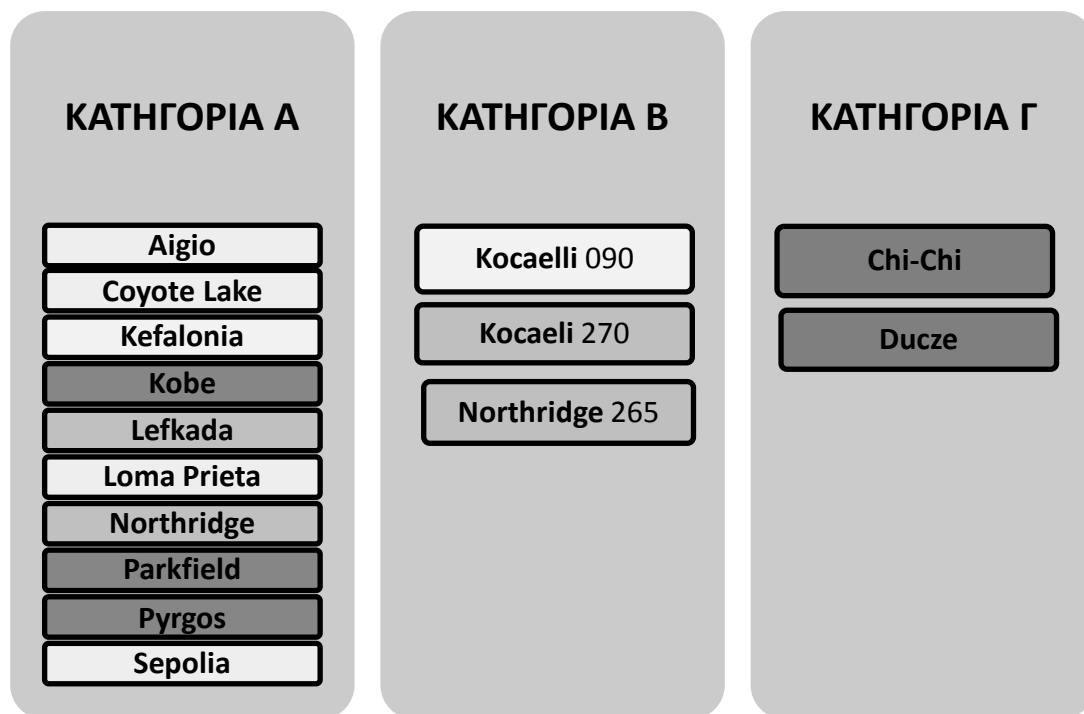 ΚΑΤΗΓΟΡΙΑ Α
Aigio
Coyote Lake
Kefalonia
Kobe
Lefkada
Loma Prieta
Northridge
Parkfield
Pyrgos
Sepolia
ΚΑΤΗΓΟΡΙΑ Β
Kocaelli 090
Kocaeli 270
Northridge 265
ΚΑΤΗΓΟΡΙΑ Γ
Chi-Chi
Ducze